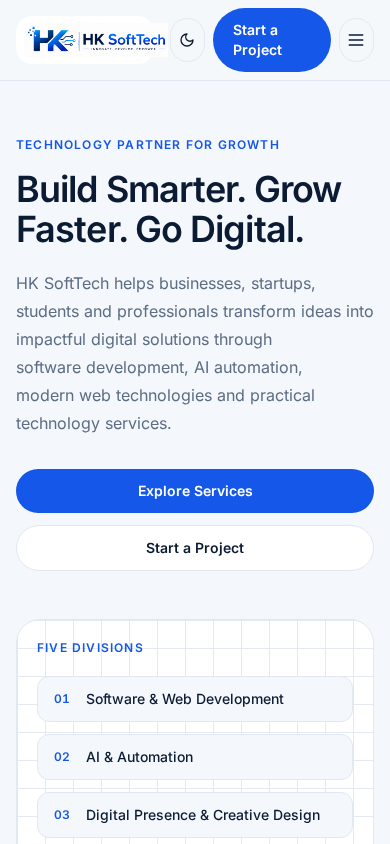 HK
HK SoftTech
Start a
Project
TECHNOLOGY PARTNER FOR GROWTH
Build Smarter. Grow
Faster. Go Digital.
HK SoftTech helps businesses, startups,
students and professionals transform ideas into
impactful digital solutions through
software development, AI automation,
modern web technologies and practical
technology services.
Explore Services
Start a Project
FIVE DIVISIONS
01 Software & Web Development
02 AI & Automation
03 Digital Presence & Creative Design